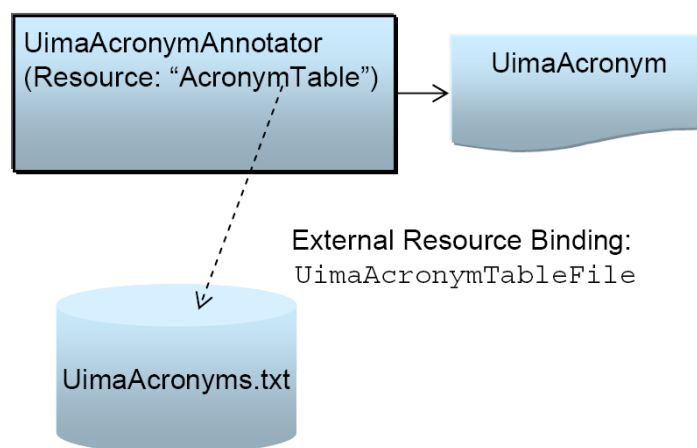 UimaAcronymAnnotator
(Resource: “AcronymTable”)
UimaAcronym
External Resource Binding:
UimaAcronymTableFile
UimaAcronyms.txt